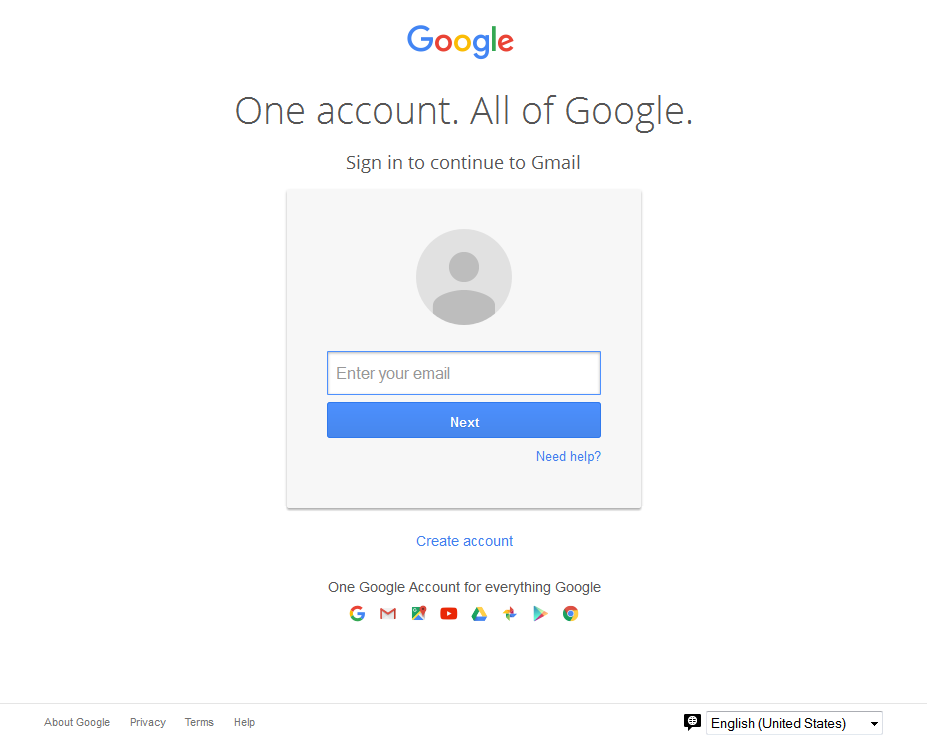 Google
One account. All of Google.
Sign in to continue to Gmail
Enter your email
Next
Need help?
Create account
One Google Account for everything Google
About Google Privacy Terms Help English (United States)